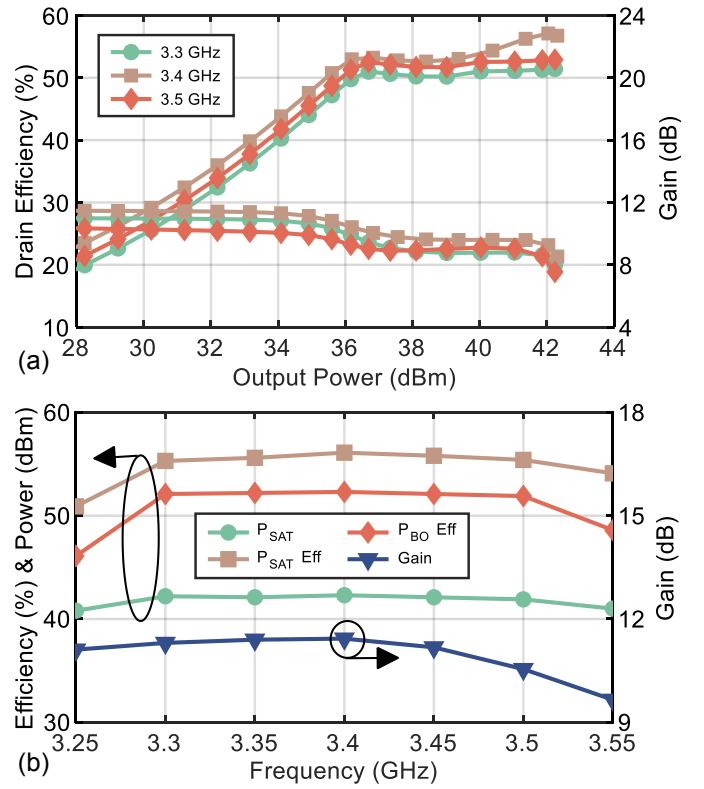 60
50
40
30
20
10
Drain Efficiency (%)
3.3 GHz
3.4 GHz
3.5 GHz
24
20
16
12
8
4
Gain (dB)
28
30
32
34
36
38
40
42
44
Output Power (dBm)
(a)
60
50
40
30
Efficiency (%) & Power (dBm)
P_SAT
P_SAT Eff
P_BO Eff
Gain
18
15
12
9
Gain (dB)
3.25
3.3
3.35
3.4
3.45
3.5
3.55
Frequency (GHz)
(b)